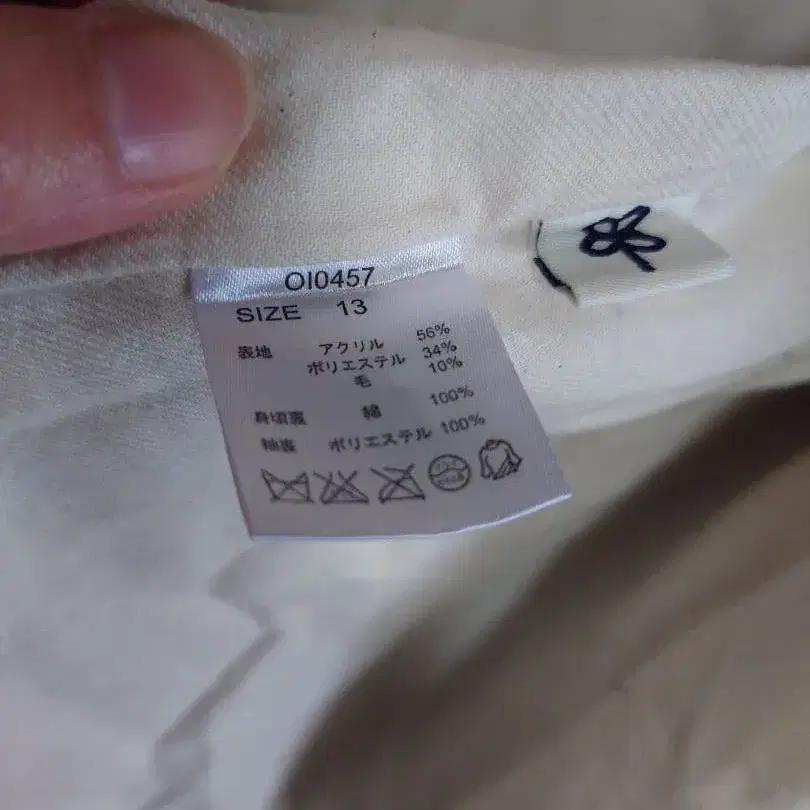 OI0457
SIZE 13
表地 アクリル 56%
ポリエステル 34%
毛 10%
身頃裏 綿 100%
袖裏 ポリエステル 100%